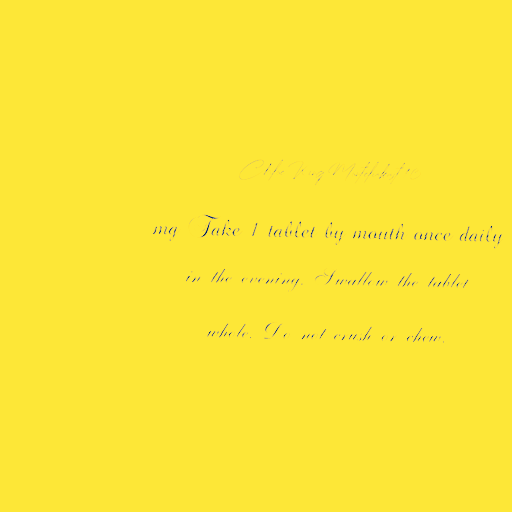 mg Take 1 tablet by mouth once daily
in the evening. Swallow the tablet
whole. Do not crush or chew.